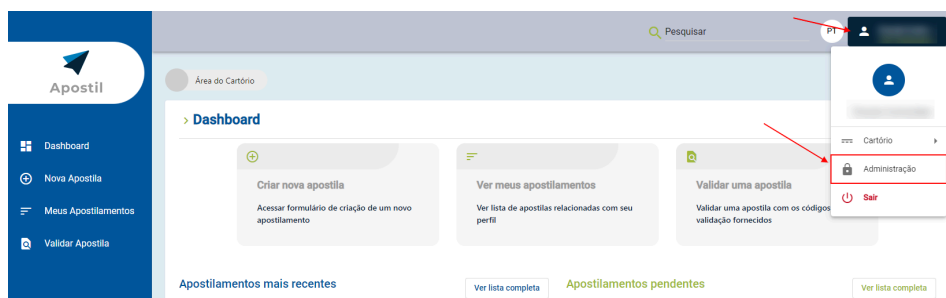 Pesquisar
PT
Apostil
Área do Cartório
> Dashboard
Cartório
Administração
Sair
Dashboard
Nova Apostila
Meus Apostilamentos
Validar Apostila
Criar nova apostila
Acessar formulário de criação de um novo
apostilamento
Ver meus apostilamentos
Ver lista de apostilas relacionadas com seu
perfil
Validar uma apostila
Validar uma apostila com os códigos
validação fornecidos
Apostilamentos mais recentes
Ver lista completa
Apostilamentos pendentes
Ver lista completa